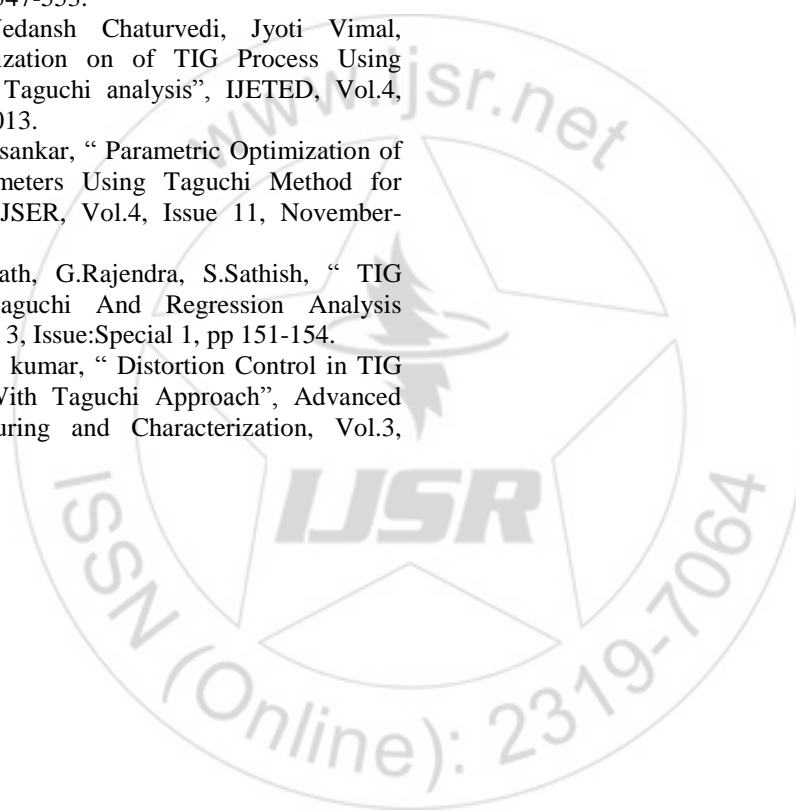 547-553.
Vedansh Chaturvedi, Jyoti Vimal,
ization on of TIG Process Using
Taguchi analysis”, IJETED, Vol.4,
013.
sankar, “ Parametric Optimization of
meters Using Taguchi Method for
IJSER, Vol.4, Issue 11, November-
ath, G.Rajendra, S.Sathish, “ TIG
aguchi And Regression Analysis
3, Issue:Special 1, pp 151-154.
kumar, “ Distortion Control in TIG
With Taguchi Approach”, Advanced
uring and Characterization, Vol.3,
www.ijsr.net
IJSR
ISSN (Online): 2319-7064